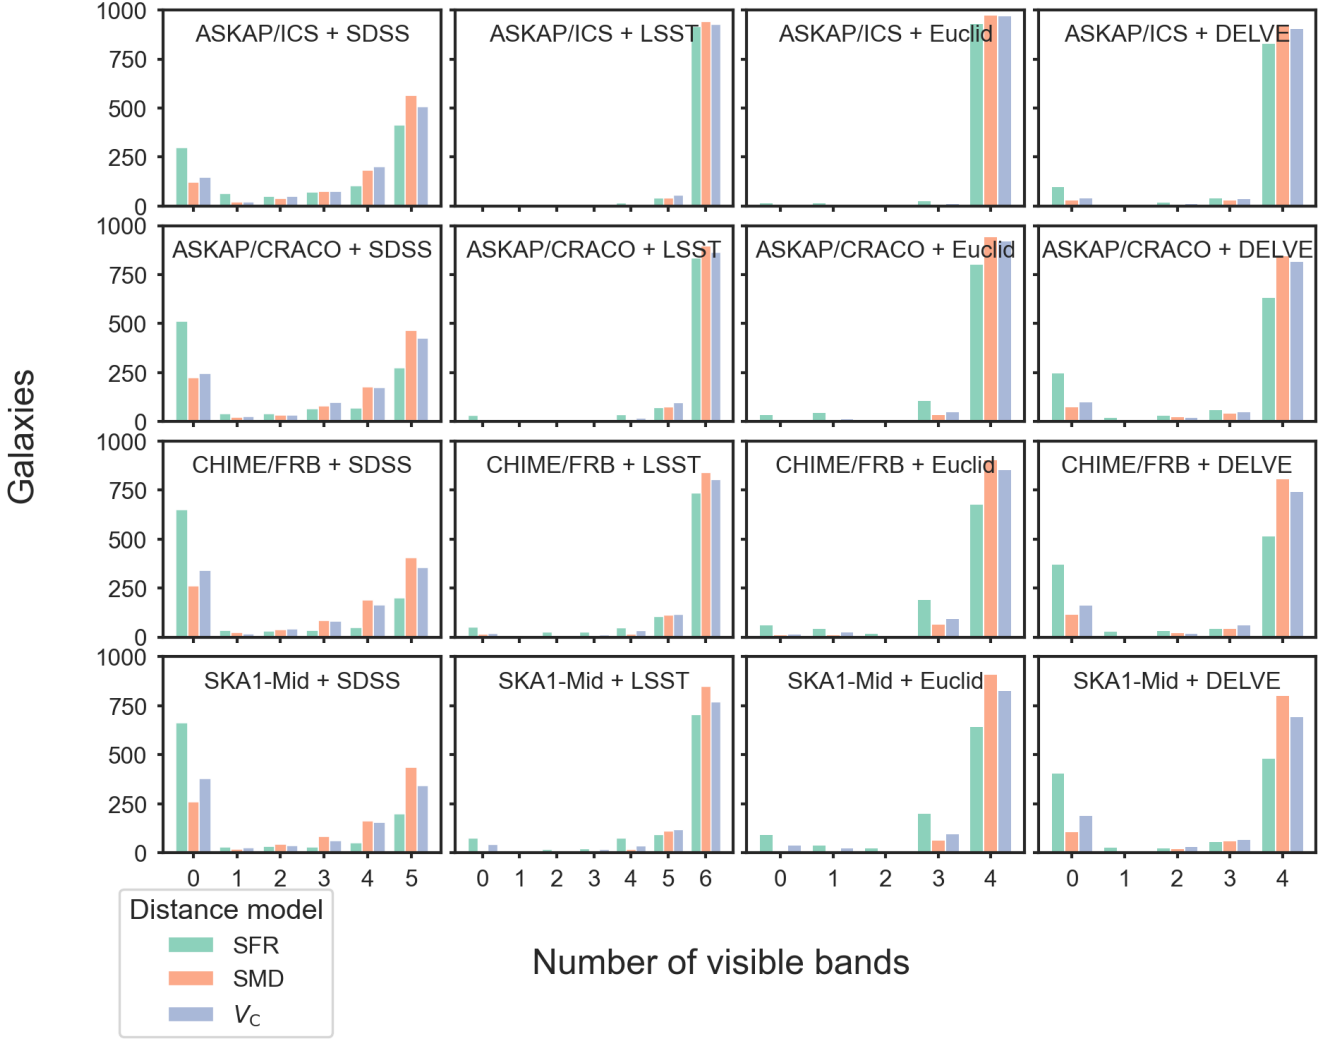 ASKAP/ICS + SDSS
ASKAP/ICS + LSST
ASKAP/ICS + Euclid
ASKAP/ICS + DELVE
1000
750
500
250
0
ASKAP/CRACO + SDSS
ASKAP/CRACO + LSST
ASKAP/CRACO + Euclid
ASKAP/CRACO + DELVE
1000
750
500
250
0
Galaxies
CHIME/FRB + SDSS
CHIME/FRB + LSST
CHIME/FRB + Euclid
CHIME/FRB + DELVE
1000
750
500
250
0
SKA1-Mid + SDSS
SKA1-Mid + LSST
SKA1-Mid + Euclid
SKA1-Mid + DELVE
1000
750
500
250
0
0 1 2 3 4 5
0 1 2 3 4 5 6
0 1 2 3 4
0 1 2 3 4
Number of visible bands
Distance model
SFR
SMD
V_C